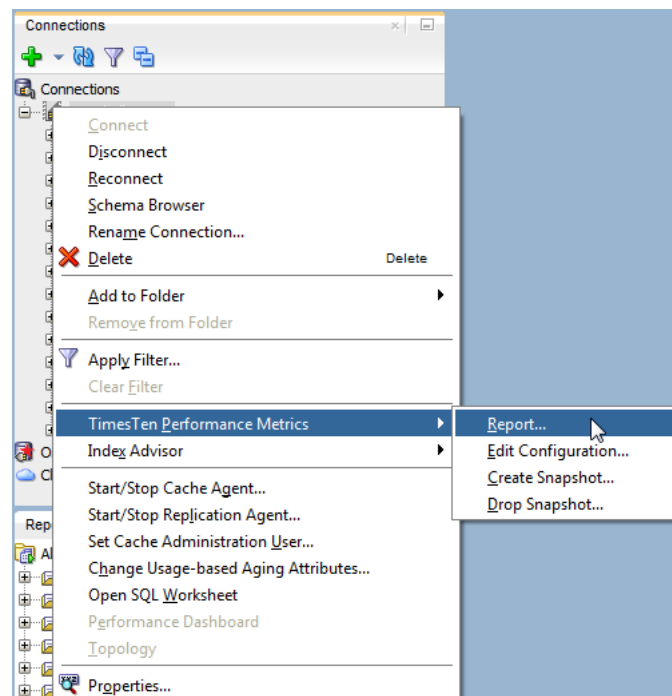 Connections
Connections
Connect
Disconnect
Reconnect
Schema Browser
Rename Connection...
Delete Delete
Add to Folder
Remove from Folder
Apply Filter...
Clear Filter
TimesTen Performance Metrics
Report...
Index Advisor
Edit Configuration...
Create Snapshot...
Drop Snapshot...
Start/Stop Cache Agent...
Start/Stop Replication Agent...
Set Cache Administration User...
Change Usage-based Aging Attributes...
Open SQL Worksheet
Performance Dashboard
Topology
Properties...
O
Cl
Rep
Al